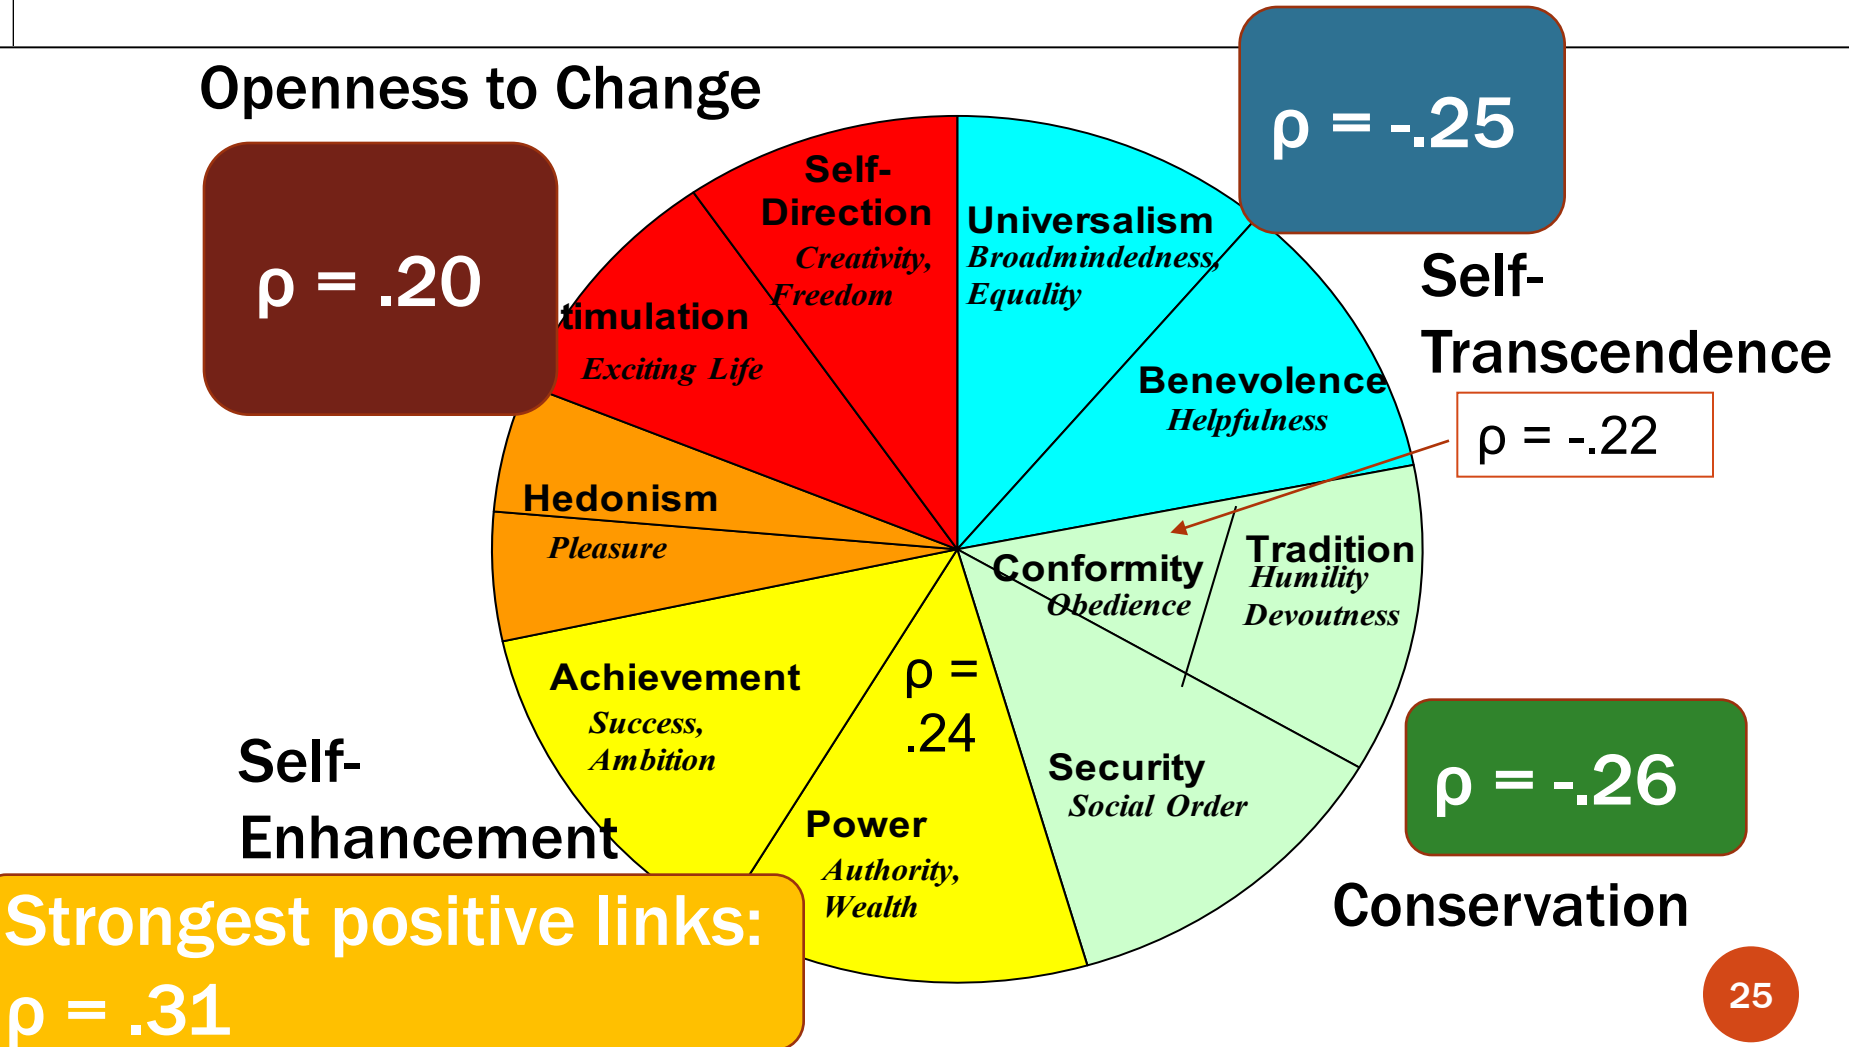 Openness to Change
ρ = -.25
ρ = .20
Self-
Direction
Creativity,
Freedom
Universalism
Broadmindedness,
Equality
Self-
Transcendence
timulation
Exciting Life
Benevolence
Helpfulness
ρ = -.22
Hedonism
Pleasure
Conformity
Obedience
Tradition
Humility
Devoutness
Achievement
Success,
Ambition
ρ =
.24
Security
Social Order
ρ = -.26
Self-
Enhancement
Power
Authority,
Wealth
Conservation
Strongest positive links:
ρ = .31
25